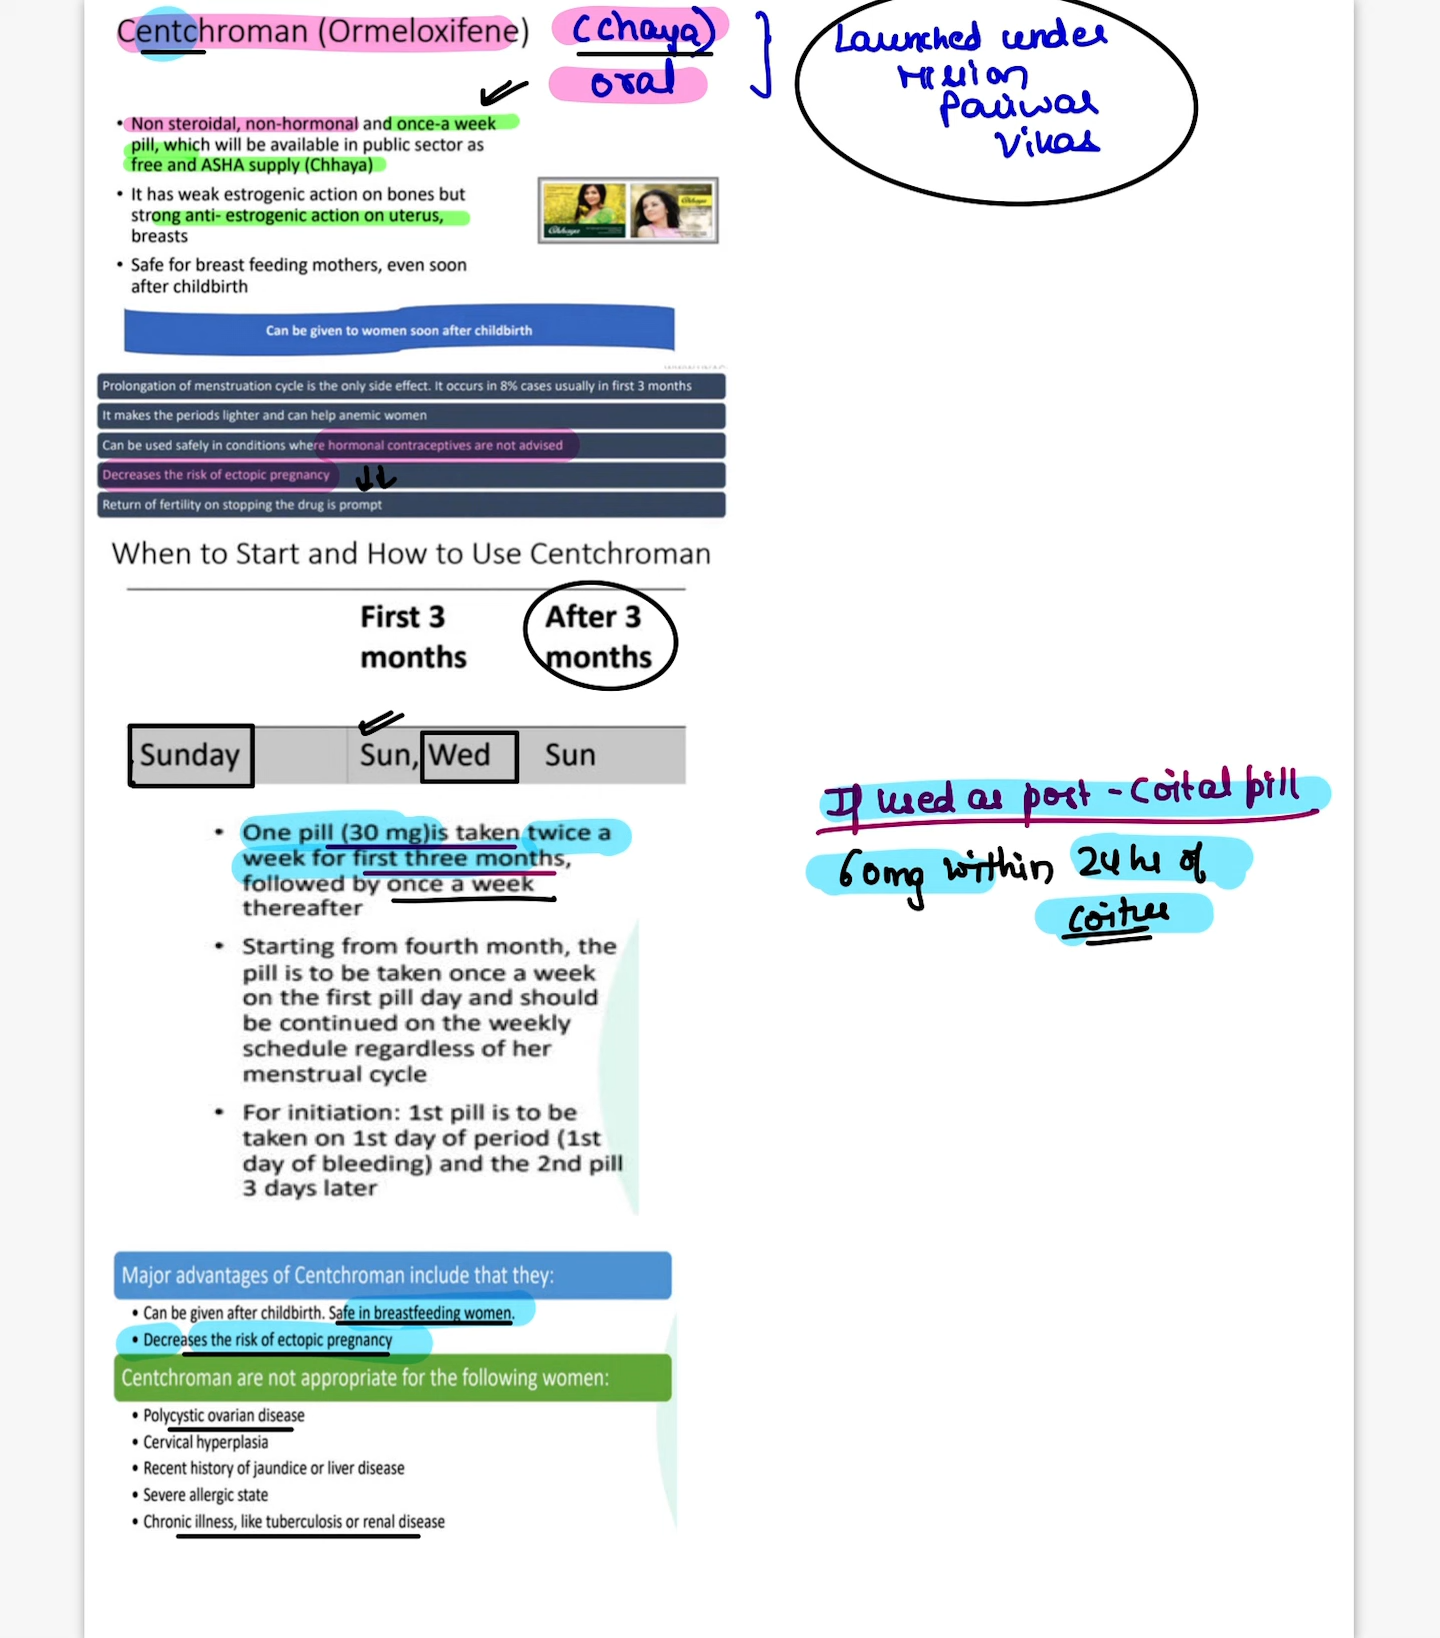 Centchroman (Ormeloxifene) (Chaya)
oral
Launched under
Mission
Pariwar
Vikas
• Non steroidal, non-hormonal and once-a week
pill, which will be available in public sector as
free and ASHA supply (Chhaya)
• It has weak estrogenic action on bones but
strong anti- estrogenic action on uterus,
breasts
• Safe for breast feeding mothers, even soon
after childbirth
Can be given to women soon after childbirth
Prolongation of menstruation cycle is the only side effect. It occurs in 8% cases usually in first 3 months
It makes the periods lighter and can help anemic women
Can be used safely in conditions where hormonal contraceptives are not advised
Decreases the risk of ectopic pregnancy
Return of fertility on stopping the drug is prompt
When to Start and How to Use Centchroman
First 3
months
After 3
months
Sunday Sun, Wed Sun
• One pill (30 mg)is taken twice a
week for first three months,
followed by once a week
thereafter
If used as post-coital pill
60mg within 24 hr of
coitus
• Starting from fourth month, the
pill is to be taken once a week
on the first pill day and should
be continued on the weekly
schedule regardless of her
menstrual cycle
• For initiation: 1st pill is to be
taken on 1st day of period (1st
day of bleeding) and the 2nd pill
3 days later
Major advantages of Centchroman include that they:
• Can be given after childbirth. Safe in breastfeeding women.
• Decreases the risk of ectopic pregnancy
Centchroman are not appropriate for the following women:
• Polycystic ovarian disease
• Cervical hyperplasia
• Recent history of jaundice or liver disease
• Severe allergic state
• Chronic illness, like tuberculosis or renal disease